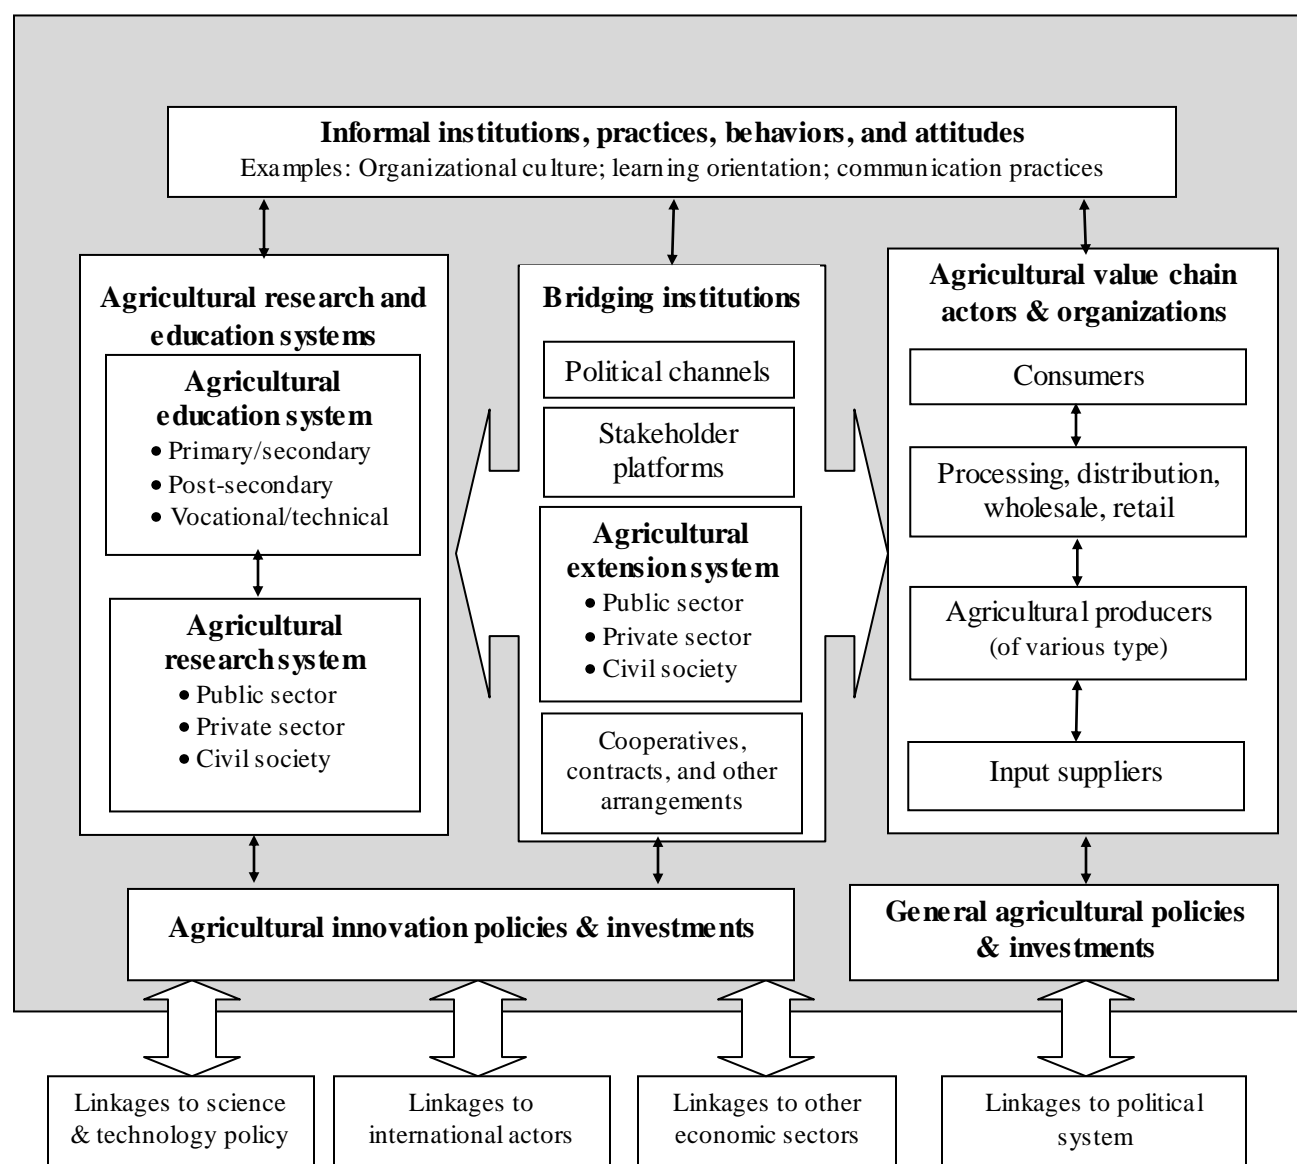 Informal institutions, practices, behaviors, and attitudes
Examples: Organizational culture; learning orientation; communication practices
Agricultural research and
education systems
Agricultural
education system
• Primary/secondary
• Post-secondary
• Vocational/technical
Agricultural
research system
• Public sector
• Private sector
• Civil society
Bridging institutions
Political channels
Stakeholder
platforms
Agricultural
extension system
• Public sector
• Private sector
• Civil society
Cooperatives,
contracts, and other
arrangements
Agricultural value chain
actors & organizations
Consumers
Processing, distribution,
wholesale, retail
Agricultural producers
(of various type)
Input suppliers
Agricultural innovation policies & investments
General agricultural policies
& investments
Linkages to science
& technology policy
Linkages to
international actors
Linkages to other
economic sectors
Linkages to political
system